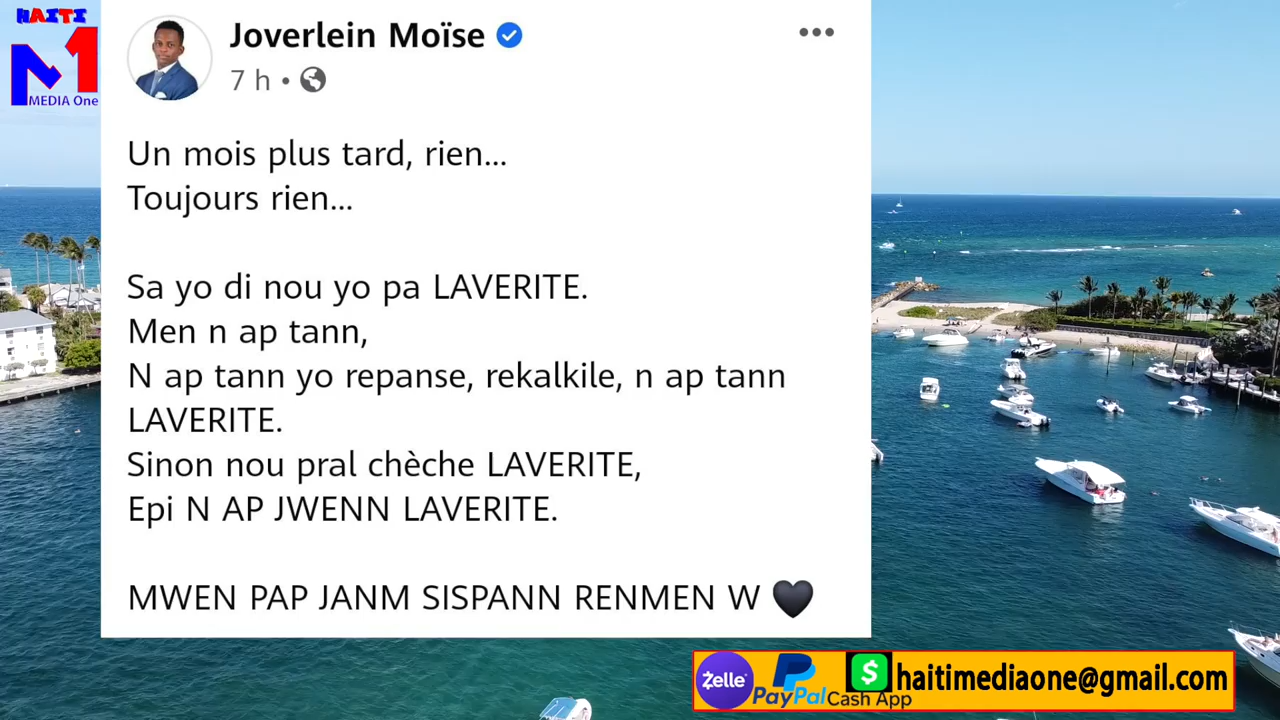 HAITI
M1
MEDIA One
Joverlein Moïse
7 h •
Un mois plus tard, rien...
Toujours rien...
Sa yo di nou yo pa LAVERITE.
Men n ap tann,
N ap tann yo repanse, rekalkile, n ap tann
LAVERITE.
Sinon nou pral chèche LAVERITE,
Epi N AP JWENN LAVERITE.
MWEN PAP JANM SISPANN RENMEN W 🖤
Zelle
PayPal
$
Cash App
haitimediaone@gmail.com